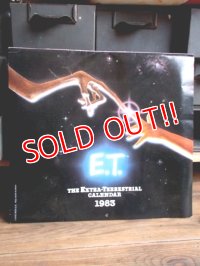 SOLD OUT!!
E.T.
THE EXTRA-TERRESTRIAL
CALENDAR
1983